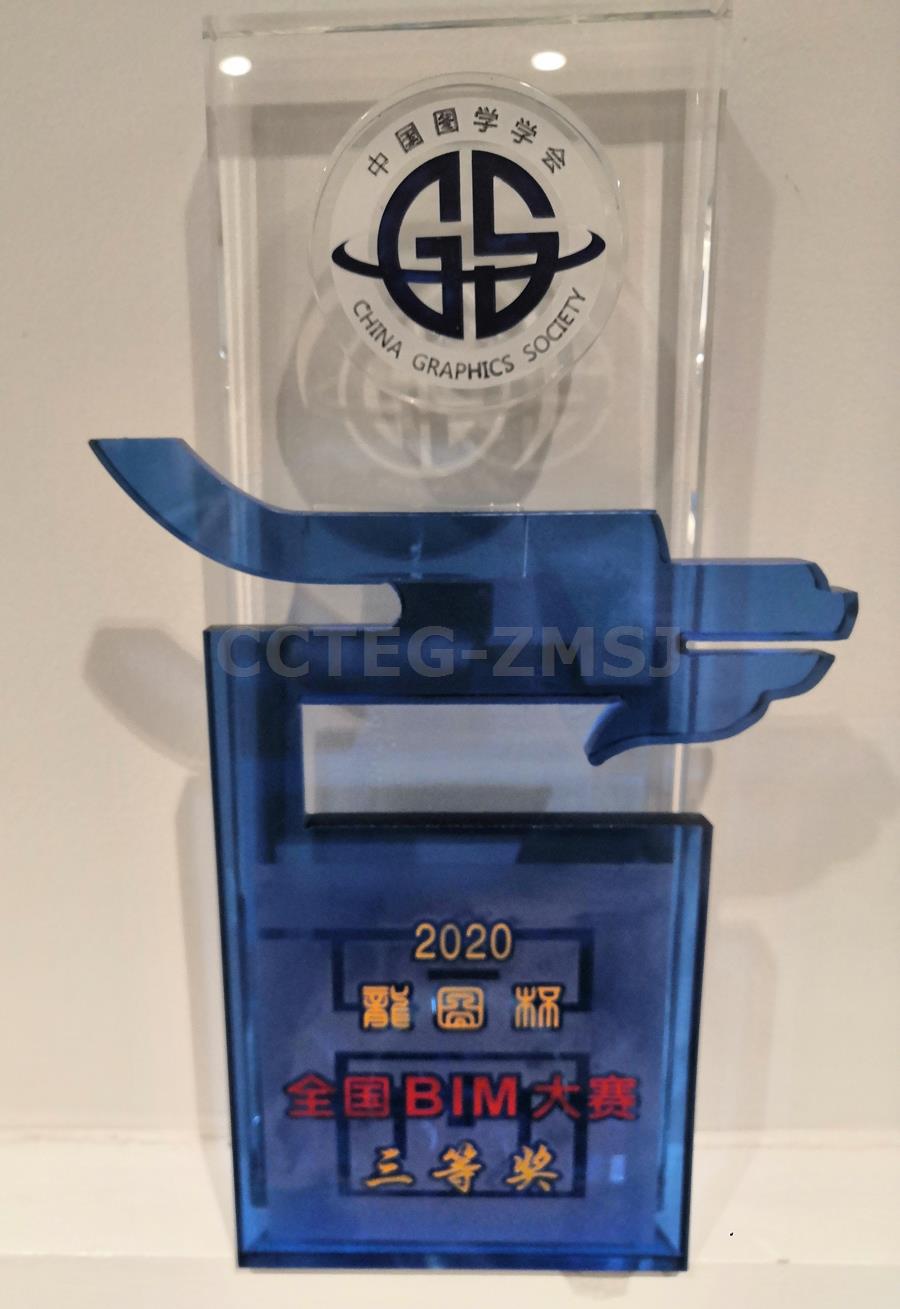 中国图学学会
GS
CHINA GRAPHICS SOCIETY
CCTEG-ZMSJ
2020
龍圖杯
全国BIM大赛
三等奖